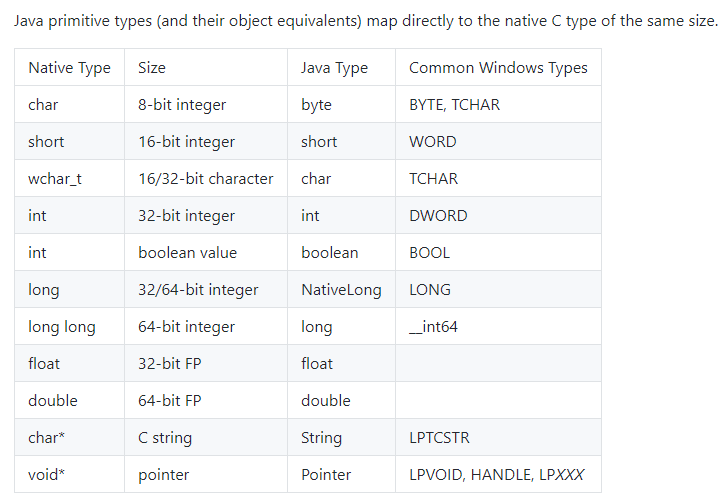 Java primitive types (and their object equivalents) map directly to the native C type of the same size.
Native Type Size Java Type Common Windows Types
char 8-bit integer byte BYTE, TCHAR
short 16-bit integer short WORD
wchar_t 16/32-bit character char TCHAR
int 32-bit integer int DWORD
int boolean value boolean BOOL
long 32/64-bit integer NativeLong LONG
long long 64-bit integer long __int64
float 32-bit FP float
double 64-bit FP double
char* C string String LPTCSTR
void* pointer Pointer LPVOID, HANDLE, LPXXX